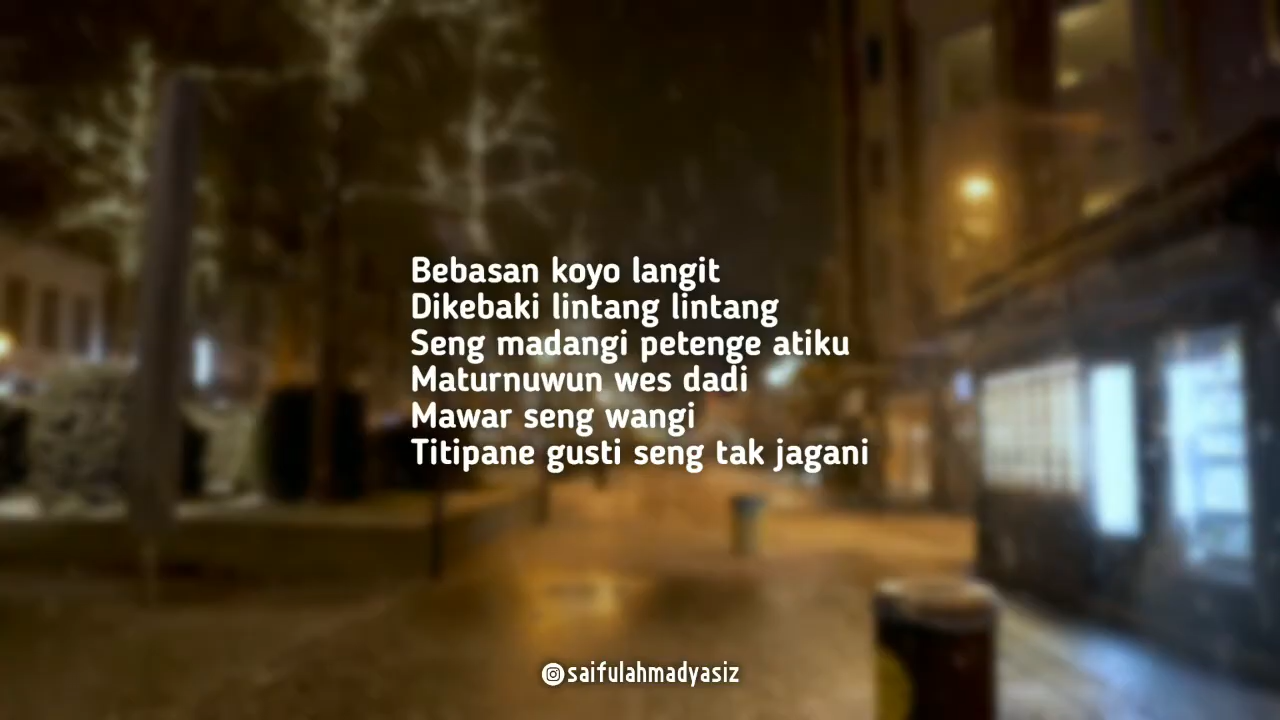 Bebasan koyo langit
Dikebaki lintang lintang
Seng madangi petenge atiku
Maturnuwun wes dadi
Mawar seng wangi
Titipane gusti seng tak jagani
saifulahmadyasiz